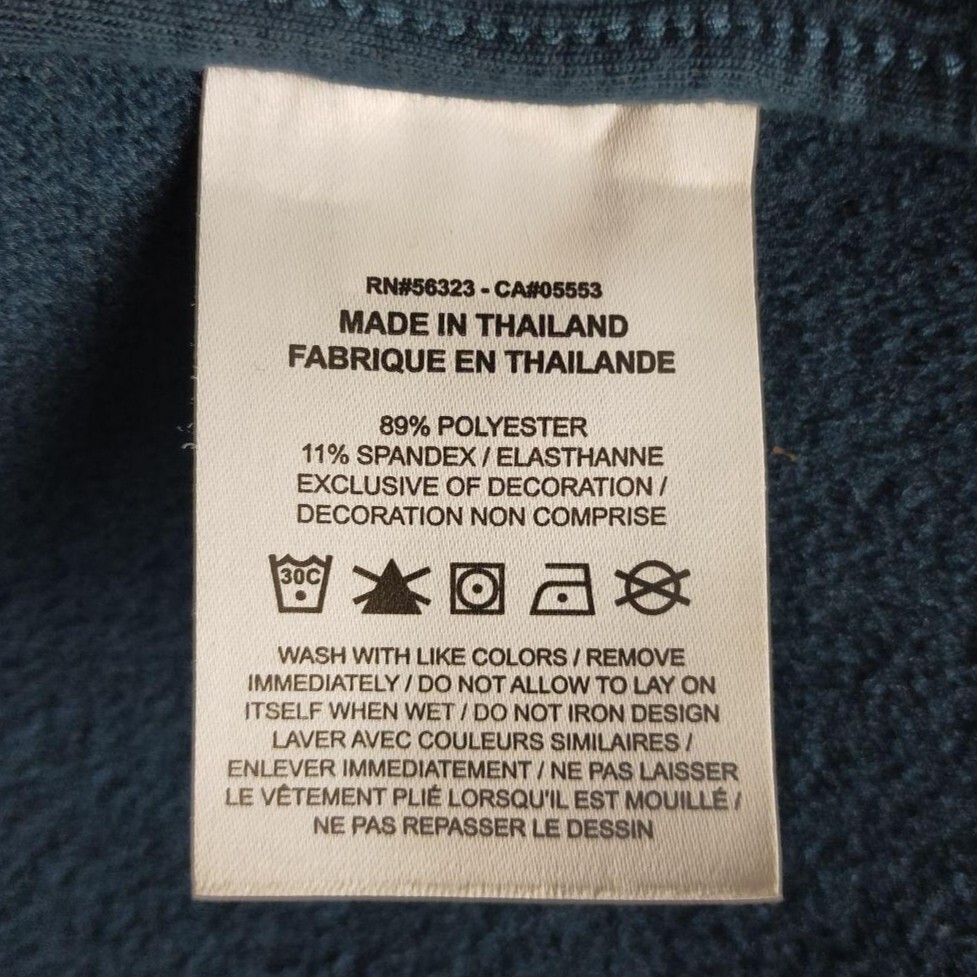 RN#56323 - CA#05553
MADE IN THAILAND
FABRIQUE EN THAILANDE
89% POLYESTER
11% SPANDEX / ELASTHANNE
EXCLUSIVE OF DECORATION /
DECORATION NON COMPRISE
30C
WASH WITH LIKE COLORS / REMOVE
IMMEDIATELY / DO NOT ALLOW TO LAY ON
ITSELF WHEN WET / DO NOT IRON DESIGN
LAVER AVEC COULEURS SIMILAIRES /
ENLEVER IMMEDIATEMENT / NE PAS LAISSER
LE VÊTEMENT PLIÉ LORSQU'IL EST MOUILLÉ /
NE PAS REPASSER LE DESSIN